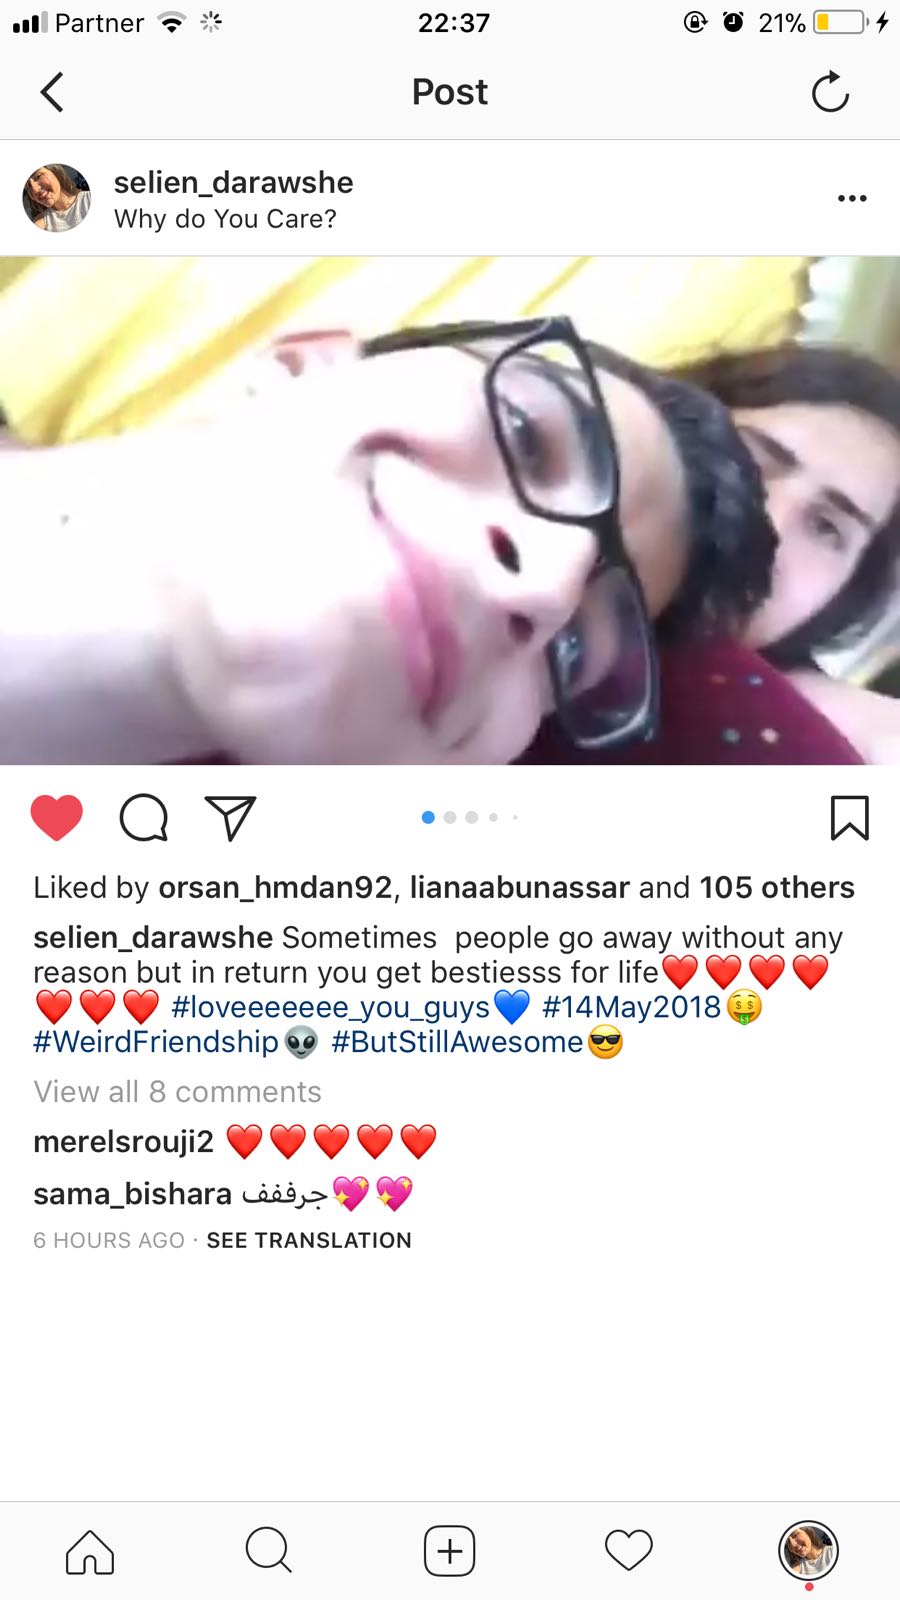 Partner 22:37 21%
Post
selien_darawshe
Why do You Care?
Liked by orsan_hmdan92, lianaabunassar and 105 others
selien_darawshe Sometimes  people go away without any
reason but in return you get bestiesss for life❤️❤️❤️❤️
❤️❤️❤️ #loveeeeeee_you_guys💙 #14May2018🤑
#WeirdFriendship👽 #ButStillAwesome😎
View all 8 comments
merelsrouji2 ❤️❤️❤️❤️❤️
sama_bishara جرففف💖💖
6 HOURS AGO · SEE TRANSLATION